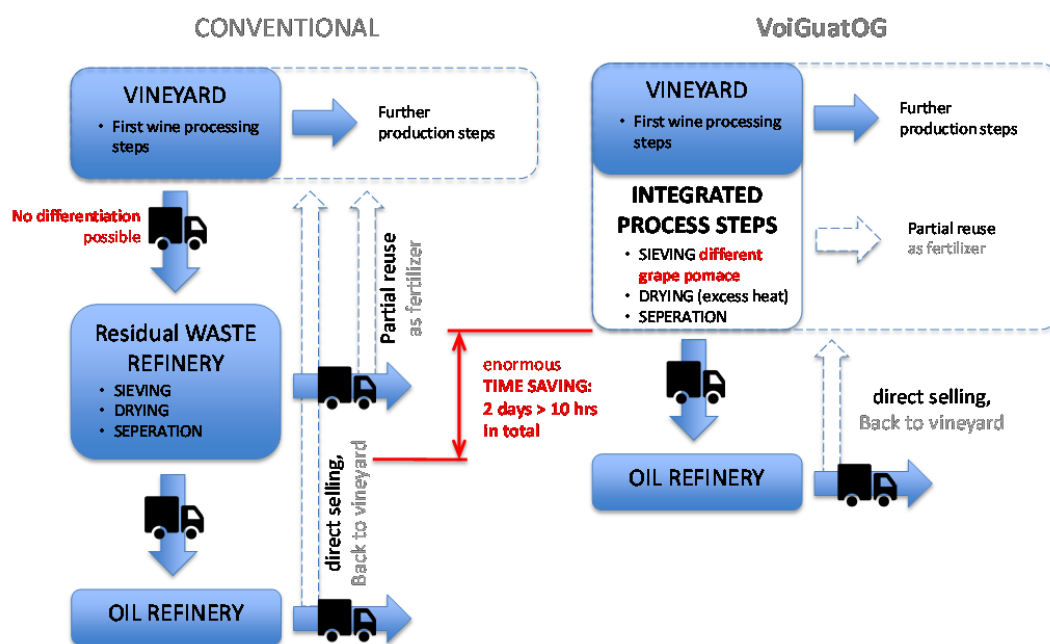 CONVENTIONAL
VINEYARD
• First wine processing
steps
Further
production steps
No differentiation
possible
Residual WASTE
REFINERY
• SIEVING
• DRYING
• SEPERATION
Partial reuse
as fertilizer
direct selling,
Back to vineyard
OIL REFINERY
enormous
TIME SAVING:
2 days > 10 hrs
in total
VoiGuatOG
VINEYARD
• First wine processing
steps
Further
production steps
INTEGRATED
PROCESS STEPS
• SIEVING different
grape pomace
• DRYING (excess heat)
• SEPERATION
Partial reuse
as fertilizer
direct selling,
Back to vineyard
OIL REFINERY